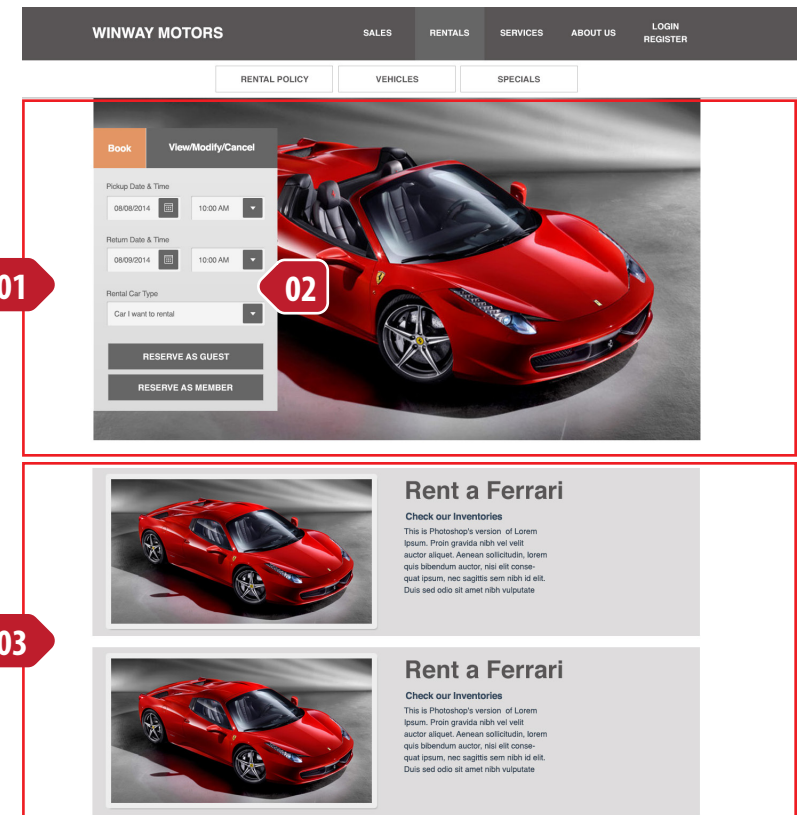 WINWAY MOTORS
SALES
RENTALS
SERVICES
ABOUT US
LOGIN
REGISTER
RENTAL POLICY
VEHICLES
SPECIALS
Book
View/Modify/Cancel
Pickup Date & Time
08/08/2014
10:00 AM
Return Date & Time
08/09/2014
10:00 AM
01
02
Rental Car Type
Car I want to rental
RESERVE AS GUEST
RESERVE AS MEMBER
Rent a Ferrari
Check our Inventories
This is Photoshop's version of Lorem
Ipsum. Proin gravida nibh vel velit
auctor aliquet. Aenean sollicitudin, lorem
quis bibendum auctor, nisi elit conse-
quat ipsum, nec sagittis sem nibh id elit.
Duis sed odio sit amet nibh vulputate
03
Rent a Ferrari
Check our Inventories
This is Photoshop's version of Lorem
Ipsum. Proin gravida nibh vel velit
auctor aliquet. Aenean sollicitudin, lorem
quis bibendum auctor, nisi elit conse-
quat ipsum, nec sagittis sem nibh id elit.
Duis sed odio sit amet nibh vulputate